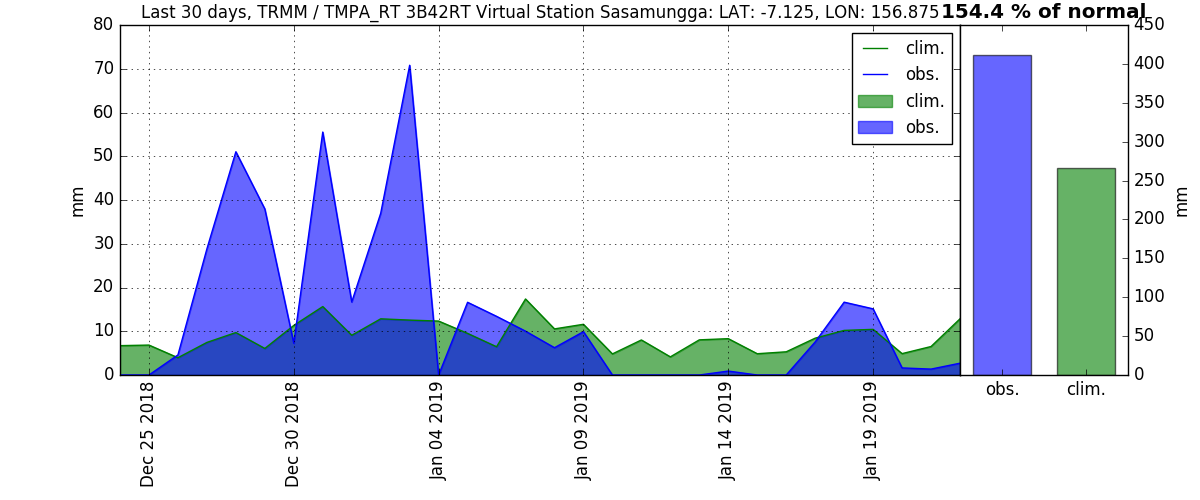 Last 30 days, TRMM / TMPA_RT 3B42RT Virtual Station Sasamungga: LAT: -7.125, LON: 156.875
154.4 % of normal
80
70
60
50
40
30
20
10
0
mm
clim.
obs.
clim.
obs.
Dec 25 2018
Dec 30 2018
Jan 04 2019
Jan 09 2019
Jan 14 2019
Jan 19 2019
450
400
350
300
250
200
150
100
50
0
mm
obs.
clim.